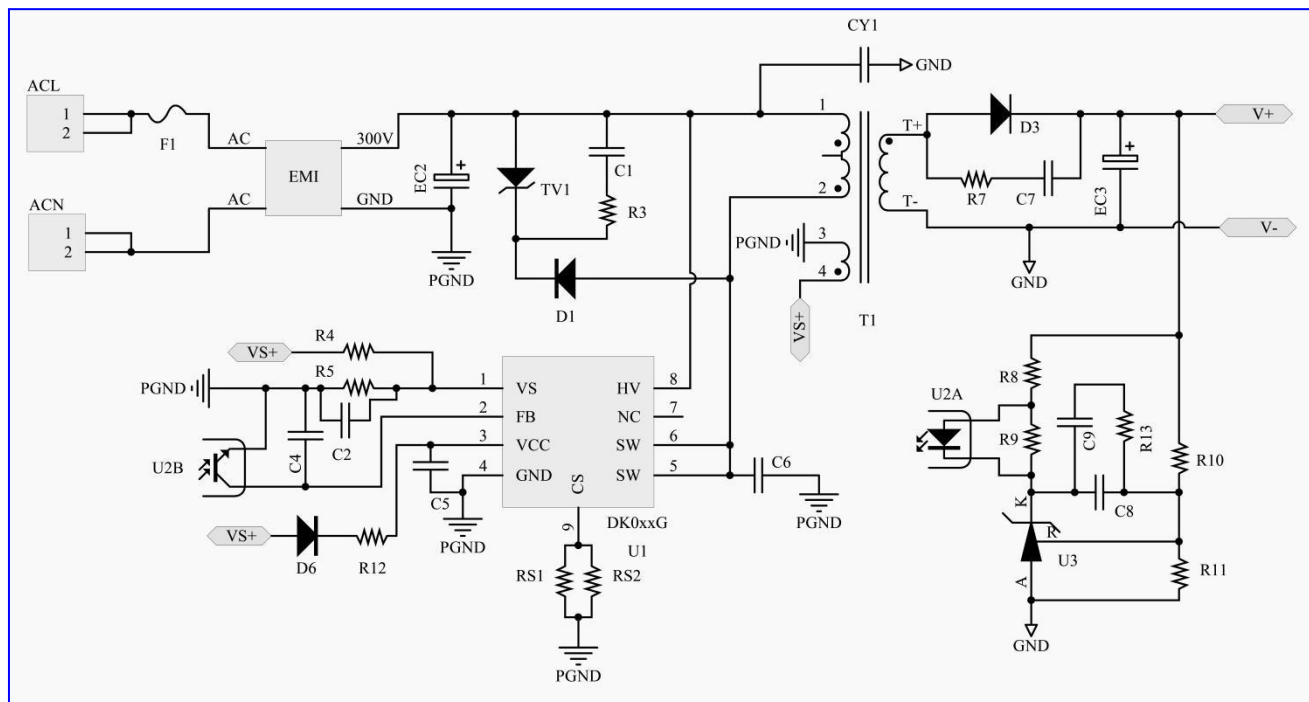 CY1
GND
ACL
1
2
F1
AC
300V
EMI
AC
GND
ACN
1
2
EC2
+
PGND
TV1
C1
R3
D1
1
2
PGND
3
4
VS+
T1
T+
T-
D3
R7
C7
EC3
+
V+
V-
GND
VS+
R4
PGND
R5
C2
C4
U2B
VS+
D6
R12
C5
PGND
1
VS
2
FB
3
VCC
4
GND
HV
8
NC
7
SW
6
SW
5
CS
9
DK0xxG
U1
C6
PGND
RS1
RS2
PGND
R8
U2A
R9
C9
R13
R10
C8
K
R
U3
A
R11
GND